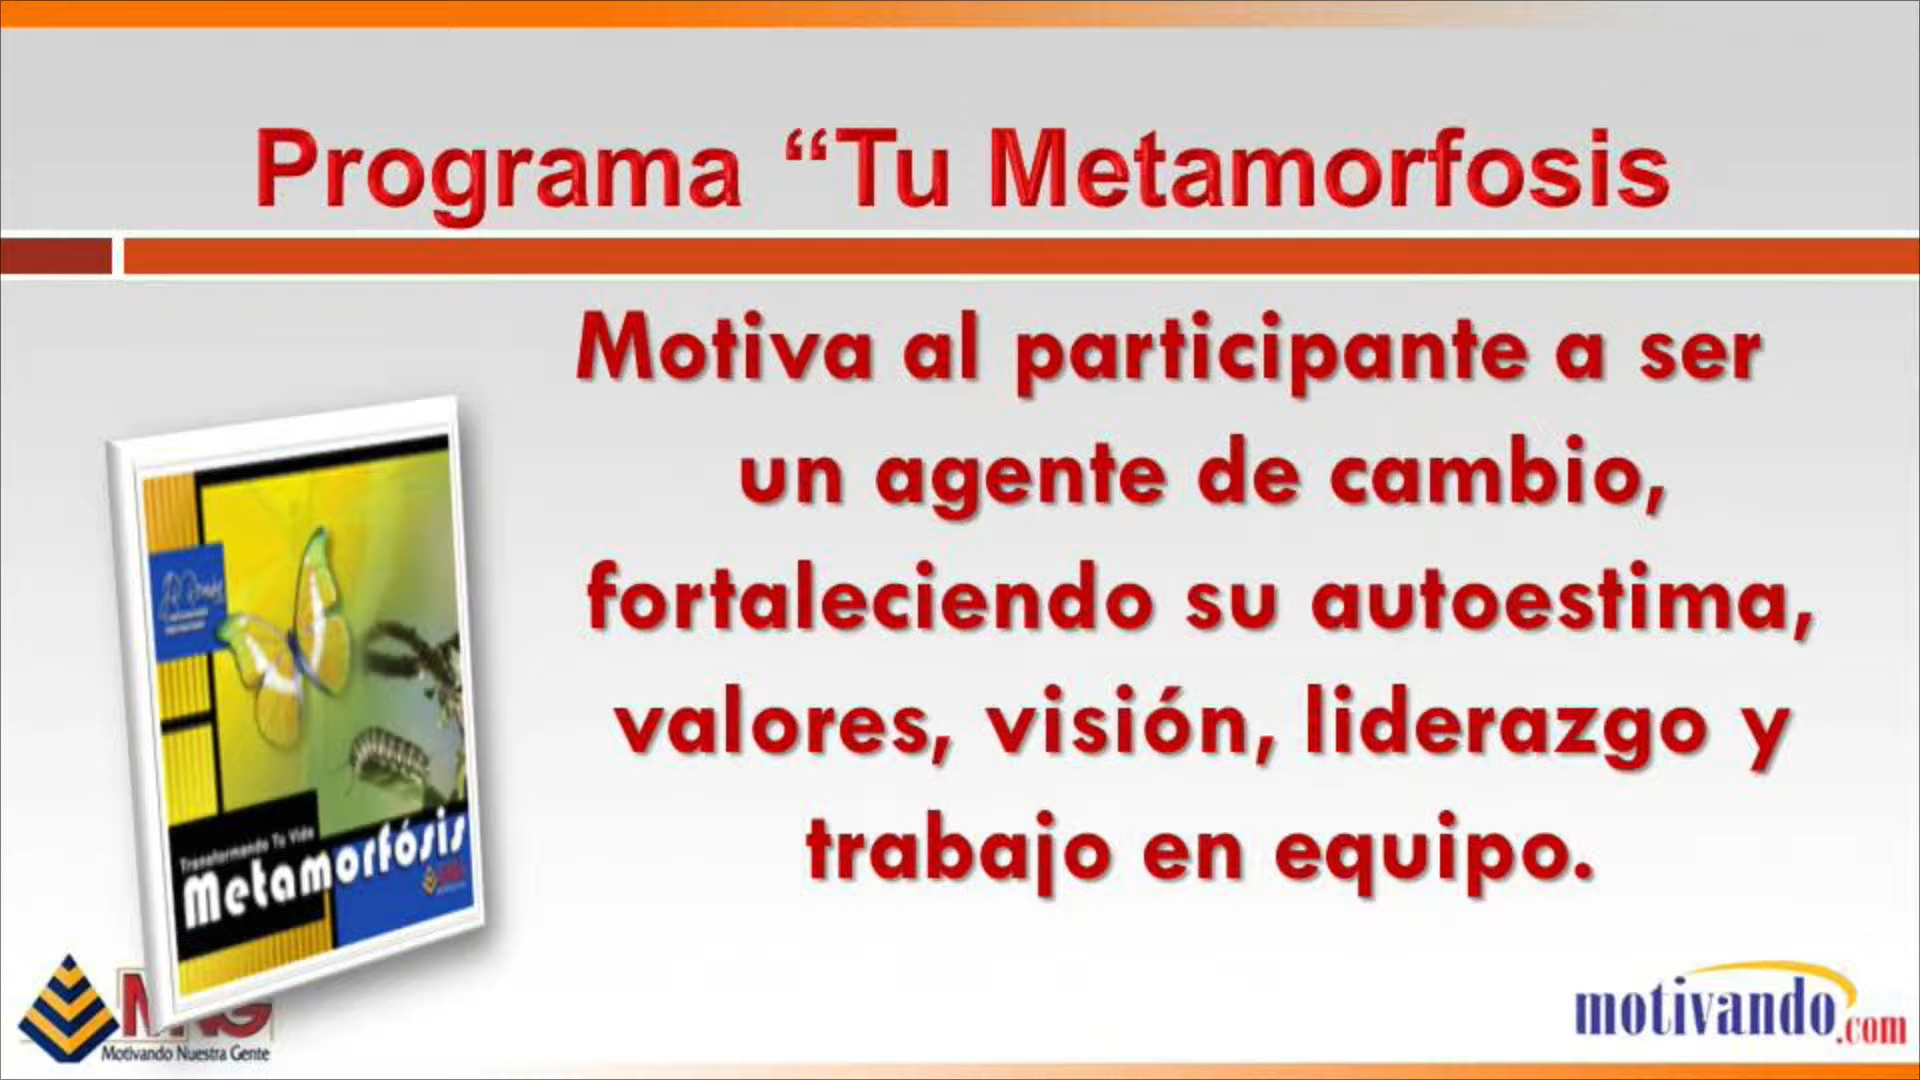 Programa “Tu Metamorfosis
Motiva al participante a ser
un agente de cambio,
fortaleciendo su autoestima,
valores, visión, liderazgo y
trabajo en equipo.
Transformando Tu Vida
Metamorfósis
Motivando Nuestra Gente
motivando.com